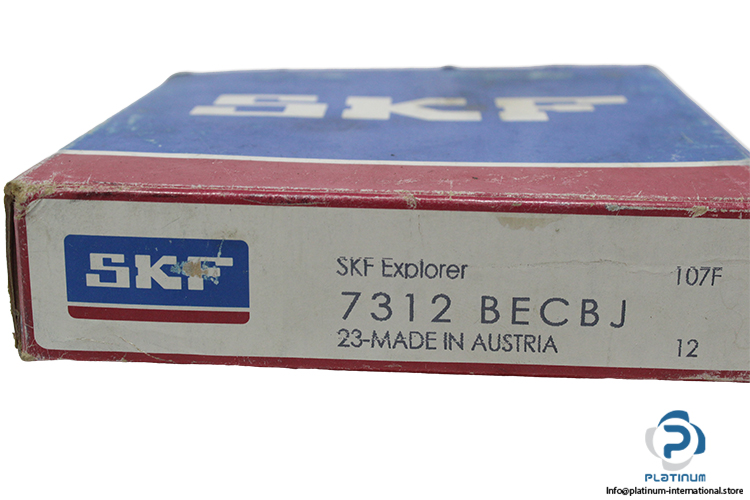 SKF
SKF
SKF Explorer
107F
7312 BECBJ
23-MADE IN AUSTRIA
12
PLATINUM
Info@platinum-international.store